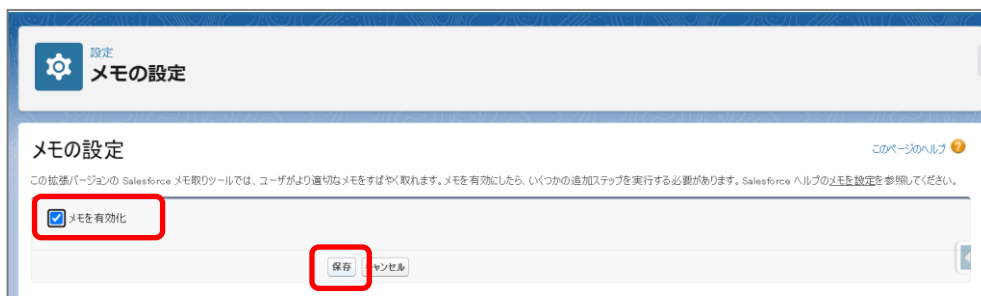 設定
メモの設定
メモの設定
このページのヘルプ
この拡張バージョンの Salesforce メモ取りツールでは、ユーザがより適切なメモをすばやく取れます。メモを有効にしたら、いくつかの追加ステップを実行する必要があります。Salesforce ヘルプのメモを設定を参照してください。
メモを有効化
保存 キャンセル